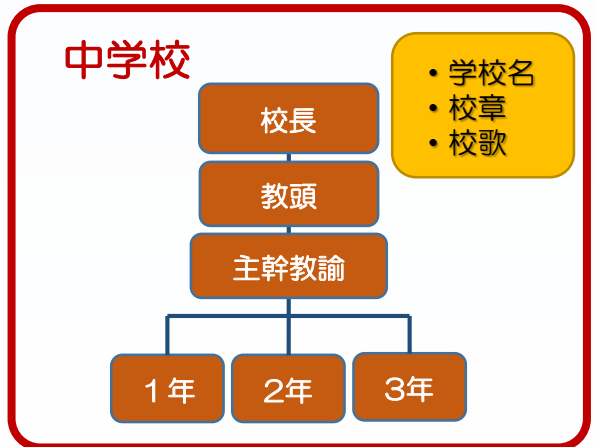 中学校
・学校名
・校章
・校歌
校長
教頭
主幹教諭
１年
２年
３年